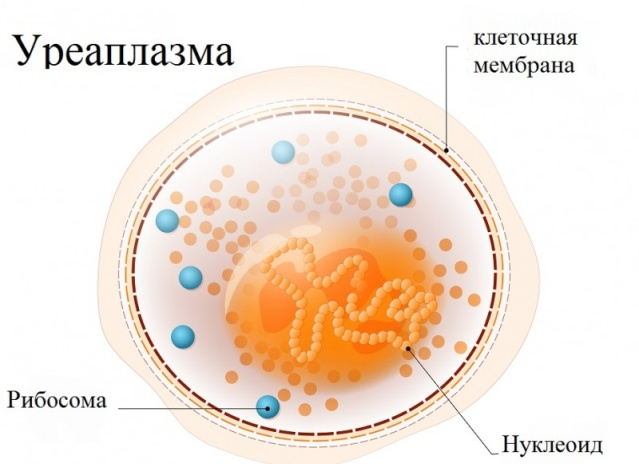 Уреаплазма
клеточная
мембрана
Рибосома
Нуклеоид